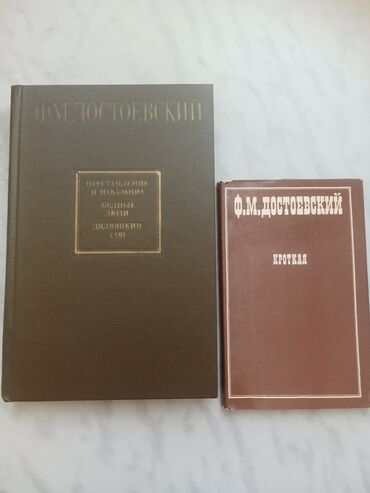 Ф.М.ДОСТОЕВСКИЙ
ПРЕСТУПЛЕНИЕ
И НАКАЗАНИЕ
БЕДНЫЕ
ЛЮДИ
ДЯДЮШКИН
СОН
Ф.М.ДОСТОЕВСКИЙ
КРОТКАЯ